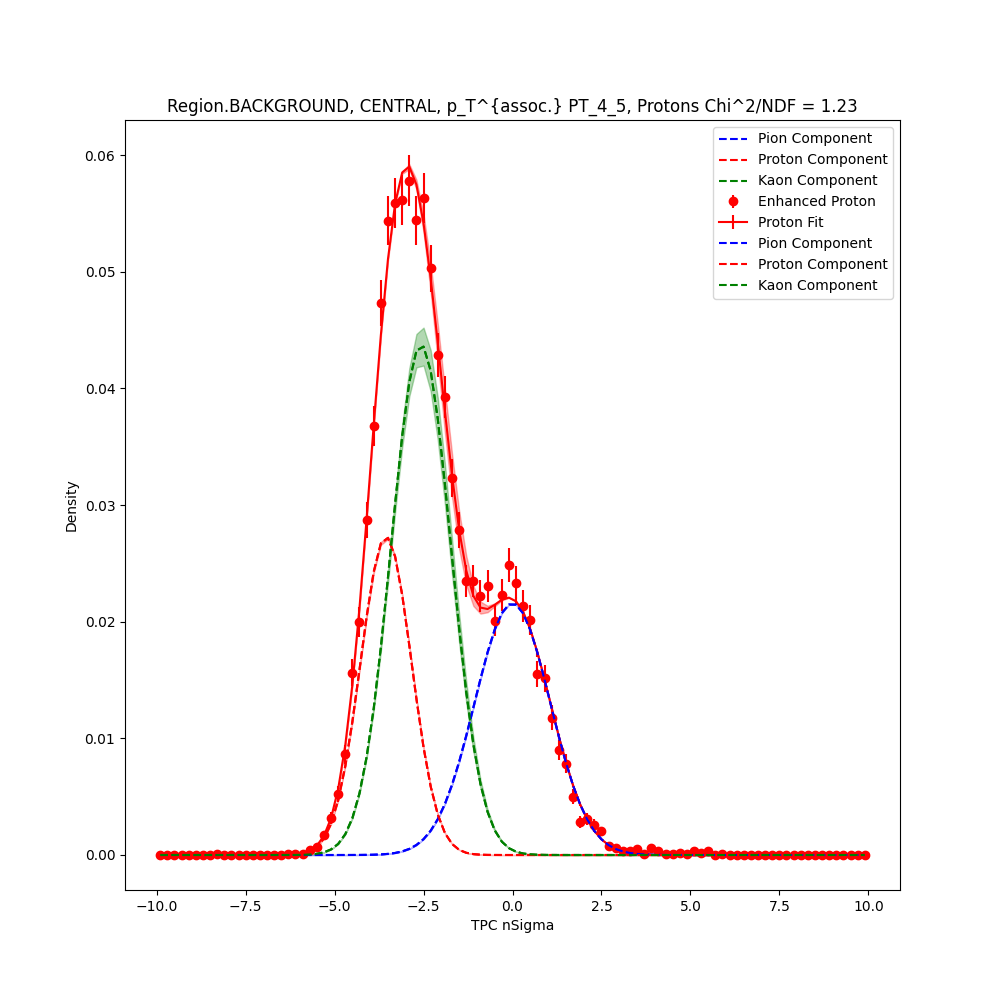 Region.BACKGROUND, CENTRAL, p_T^{assoc.} PT_4_5, Protons Chi^2/NDF = 1.23
Pion Component
Proton Component
Kaon Component
Enhanced Proton
Proton Fit
Pion Component
Proton Component
Kaon Component
0.06
0.05
0.04
0.03
0.02
0.01
0.00
Density
−10.0 −7.5 −5.0 −2.5 0.0 2.5 5.0 7.5 10.0
TPC nSigma